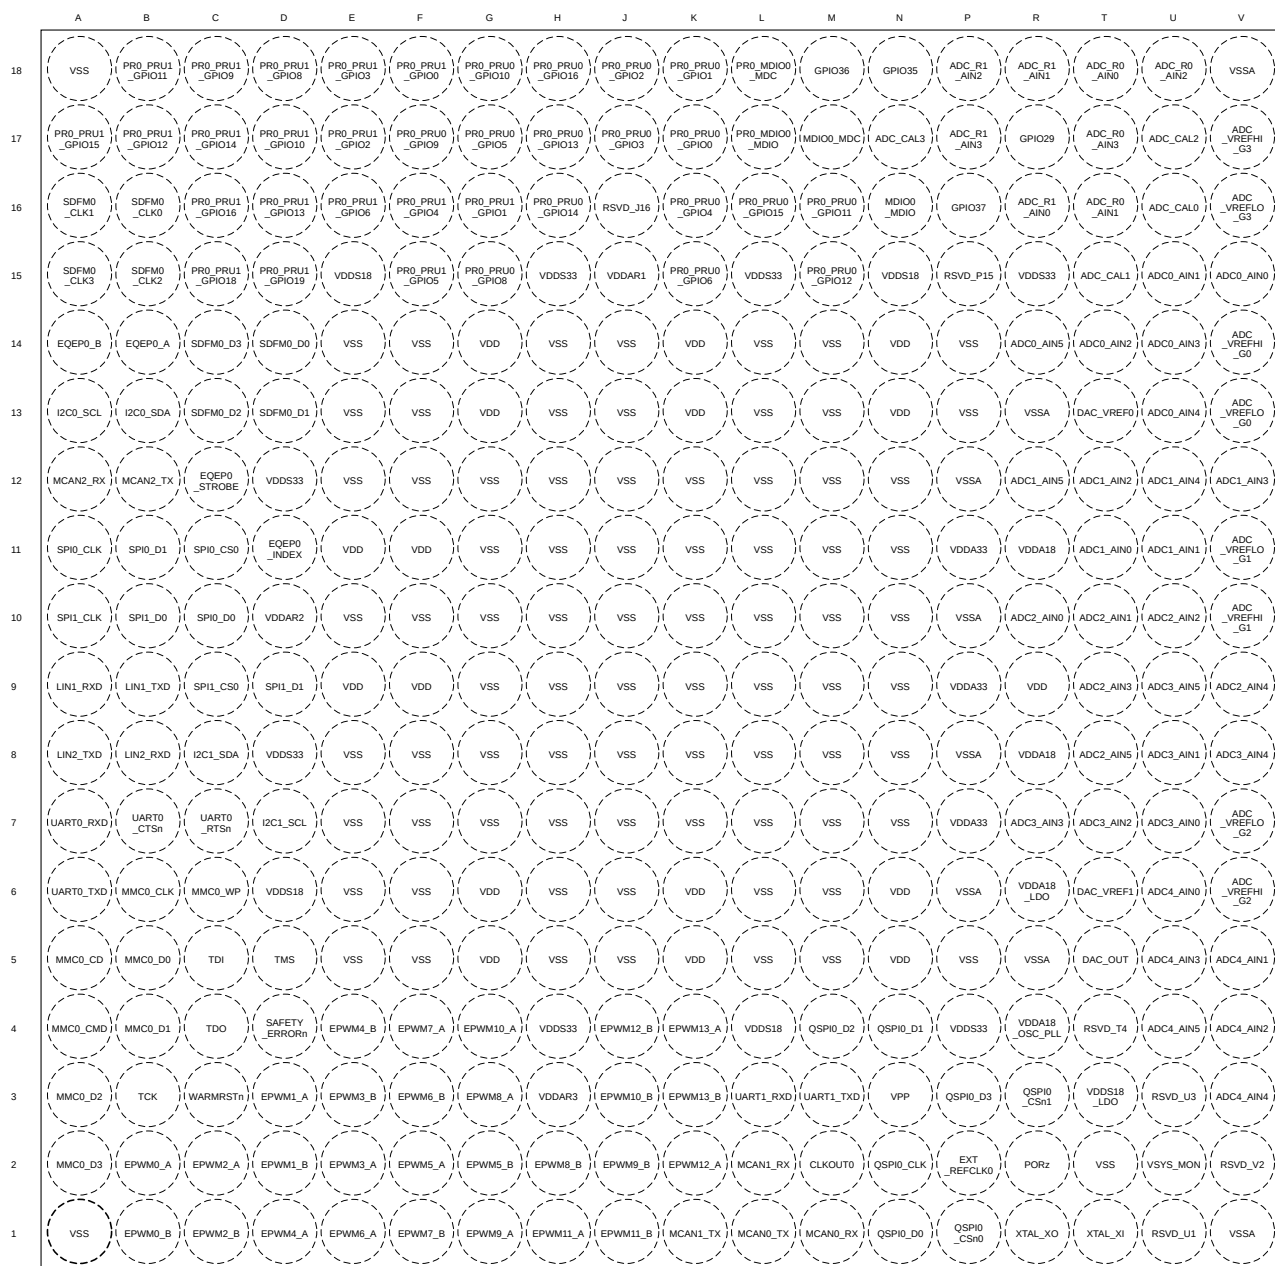 A B C D E F G H J K L M N P R T U V
18 VSS PR0_PRU1_GPIO11 PR0_PRU1_GPIO9 PR0_PRU1_GPIO8 PR0_PRU1_GPIO3 PR0_PRU1_GPIO0 PR0_PRU0_GPIO10 PR0_PRU0_GPIO16 PR0_PRU0_GPIO2 PR0_PRU0_GPIO1 PR0_MDIO0_MDC GPIO36 GPIO35 ADC_R1_AIN2 ADC_R1_AIN1 ADC_R0_AIN0 ADC_R0_AIN2 VSSA
17 PR0_PRU1_GPIO15 PR0_PRU1_GPIO12 PR0_PRU1_GPIO14 PR0_PRU1_GPIO10 PR0_PRU1_GPIO2 PR0_PRU0_GPIO9 PR0_PRU0_GPIO5 PR0_PRU0_GPIO13 PR0_PRU0_GPIO3 PR0_PRU0_GPIO0 PR0_MDIO0_MDIO MDIO0_MDC ADC_CAL3 ADC_R1_AIN3 GPIO29 ADC_R0_AIN3 ADC_CAL2 ADC_VREFHI_G3
16 SDFM0_CLK1 SDFM0_CLK0 PR0_PRU1_GPIO16 PR0_PRU1_GPIO13 PR0_PRU1_GPIO6 PR0_PRU1_GPIO4 PR0_PRU1_GPIO1 PR0_PRU0_GPIO14 RSVD_J16 PR0_PRU0_GPIO4 PR0_PRU0_GPIO15 PR0_PRU0_GPIO11 MDIO0_MDIO GPIO37 ADC_R1_AIN0 ADC_R0_AIN1 ADC_CAL0 ADC_VREFLO_G3
15 SDFM0_CLK3 SDFM0_CLK2 PR0_PRU1_GPIO18 PR0_PRU1_GPIO19 VDDS18 PR0_PRU1_GPIO5 PR0_PRU0_GPIO8 VDDS33 VDDAR1 PR0_PRU0_GPIO6 VDDS33 PR0_PRU0_GPIO12 VDDS18 RSVD_P15 VDDS33 ADC_CAL1 ADC0_AIN1 ADC0_AIN0
14 EQEP0_B EQEP0_A SDFM0_D3 SDFM0_D0 VSS VSS VDD VSS VSS VDD VSS VSS VDD VSS ADC0_AIN5 ADC0_AIN2 ADC0_AIN3 ADC_VREFHI_G0
13 I2C0_SCL I2C0_SDA SDFM0_D2 SDFM0_D1 VSS VSS VDD VSS VSS VDD VSS VSS VDD VSS VSSA DAC_VREF0 ADC0_AIN4 ADC_VREFLO_G0
12 MCAN2_RX MCAN2_TX EQEP0_STROBE VDDS33 VSS VSS VSS VSS VSS VSS VSS VSS VSS VSSA ADC1_AIN5 ADC1_AIN2 ADC1_AIN4 ADC1_AIN3
11 SPI0_CLK SPI0_D1 SPI0_CS0 EQEP0_INDEX VDD VDD VSS VSS VSS VSS VSS VSS VSS VDDA33 VDDA18 ADC1_AIN0 ADC1_AIN1 ADC_VREFLO_G1
10 SPI1_CLK SPI1_D0 SPI0_D0 VDDAR2 VSS VSS VSS VSS VSS VSS VSS VSS VSS VSSA ADC2_AIN0 ADC2_AIN1 ADC2_AIN2 ADC_VREFHI_G1
9 LIN1_RXD LIN1_TXD SPI1_CS0 SPI1_D1 VDD VDD VSS VSS VSS VSS VSS VSS VSS VDDA33 VDD ADC2_AIN3 ADC3_AIN5 ADC2_AIN4
8 LIN2_TXD LIN2_RXD I2C1_SDA VDDS33 VSS VSS VSS VSS VSS VSS VSS VSS VSS VSSA VDDA18 ADC2_AIN5 ADC3_AIN1 ADC3_AIN4
7 UART0_RXD UART0_CTSn UART0_RTSn I2C1_SCL VSS VSS VSS VSS VSS VSS VSS VSS VSS VDDA33 ADC3_AIN3 ADC3_AIN2 ADC3_AIN0 ADC_VREFLO_G2
6 UART0_TXD MMC0_CLK MMC0_WP VDDS18 VSS VSS VDD VSS VSS VDD VSS VSS VDD VSSA VDDA18_LDO DAC_VREF1 ADC4_AIN0 ADC_VREFHI_G2
5 MMC0_CD MMC0_D0 TDI TMS VSS VSS VDD VSS VSS VDD VSS VSS VDD VSS VSSA DAC_OUT ADC4_AIN3 ADC4_AIN1
4 MMC0_CMD MMC0_D1 TDO SAFETY_ERRORn EPWM4_B EPWM7_A EPWM10_A VDDS33 EPWM12_B EPWM13_A VDDS18 QSPI0_D2 QSPI0_D1 VDDS33 VDDA18_OSC_PLL RSVD_T4 ADC4_AIN5 ADC4_AIN2
3 MMC0_D2 TCK WARMRSTn EPWM1_A EPWM3_B EPWM6_B EPWM8_A VDDAR3 EPWM10_B EPWM13_B UART1_RXD UART1_TXD VPP QSPI0_D3 QSPI0_CSn1 VDDS18_LDO RSVD_U3 ADC4_AIN4
2 MMC0_D3 EPWM0_A EPWM2_A EPWM1_B EPWM3_A EPWM5_A EPWM5_B EPWM8_B EPWM9_B EPWM12_A MCAN1_RX CLKOUT0 QSPI0_CLK EXT_REFCLK0 PORz VSS VSYS_MON RSVD_V2
1 VSS EPWM0_B EPWM2_B EPWM4_A EPWM6_A EPWM7_B EPWM9_A EPWM11_A EPWM11_B MCAN1_TX MCAN0_TX MCAN0_RX QSPI0_D0 QSPI0_CSn0 XTAL_XO XTAL_XI RSVD_U1 VSSA